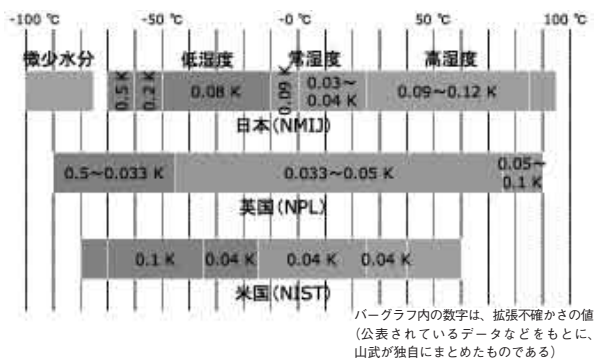 -100 ℃ -50 ℃ -0 ℃ 50 ℃ 100 ℃
微少水分 低湿度 常湿度 高湿度
0.5 K 0.2 K 0.08 K 0.09 K 0.03～0.04 K 0.09～0.12 K
日本(NMIJ)
0.5～0.033 K 0.033～0.05 K 0.05～0.1 K
英国(NPL)
0.1 K 0.04 K 0.04 K 0.04 K
米国(NIST)
バーグラフ内の数字は、拡張不確かさの値
(公表されているデータなどをもとに、
山武が独自にまとめたものである)